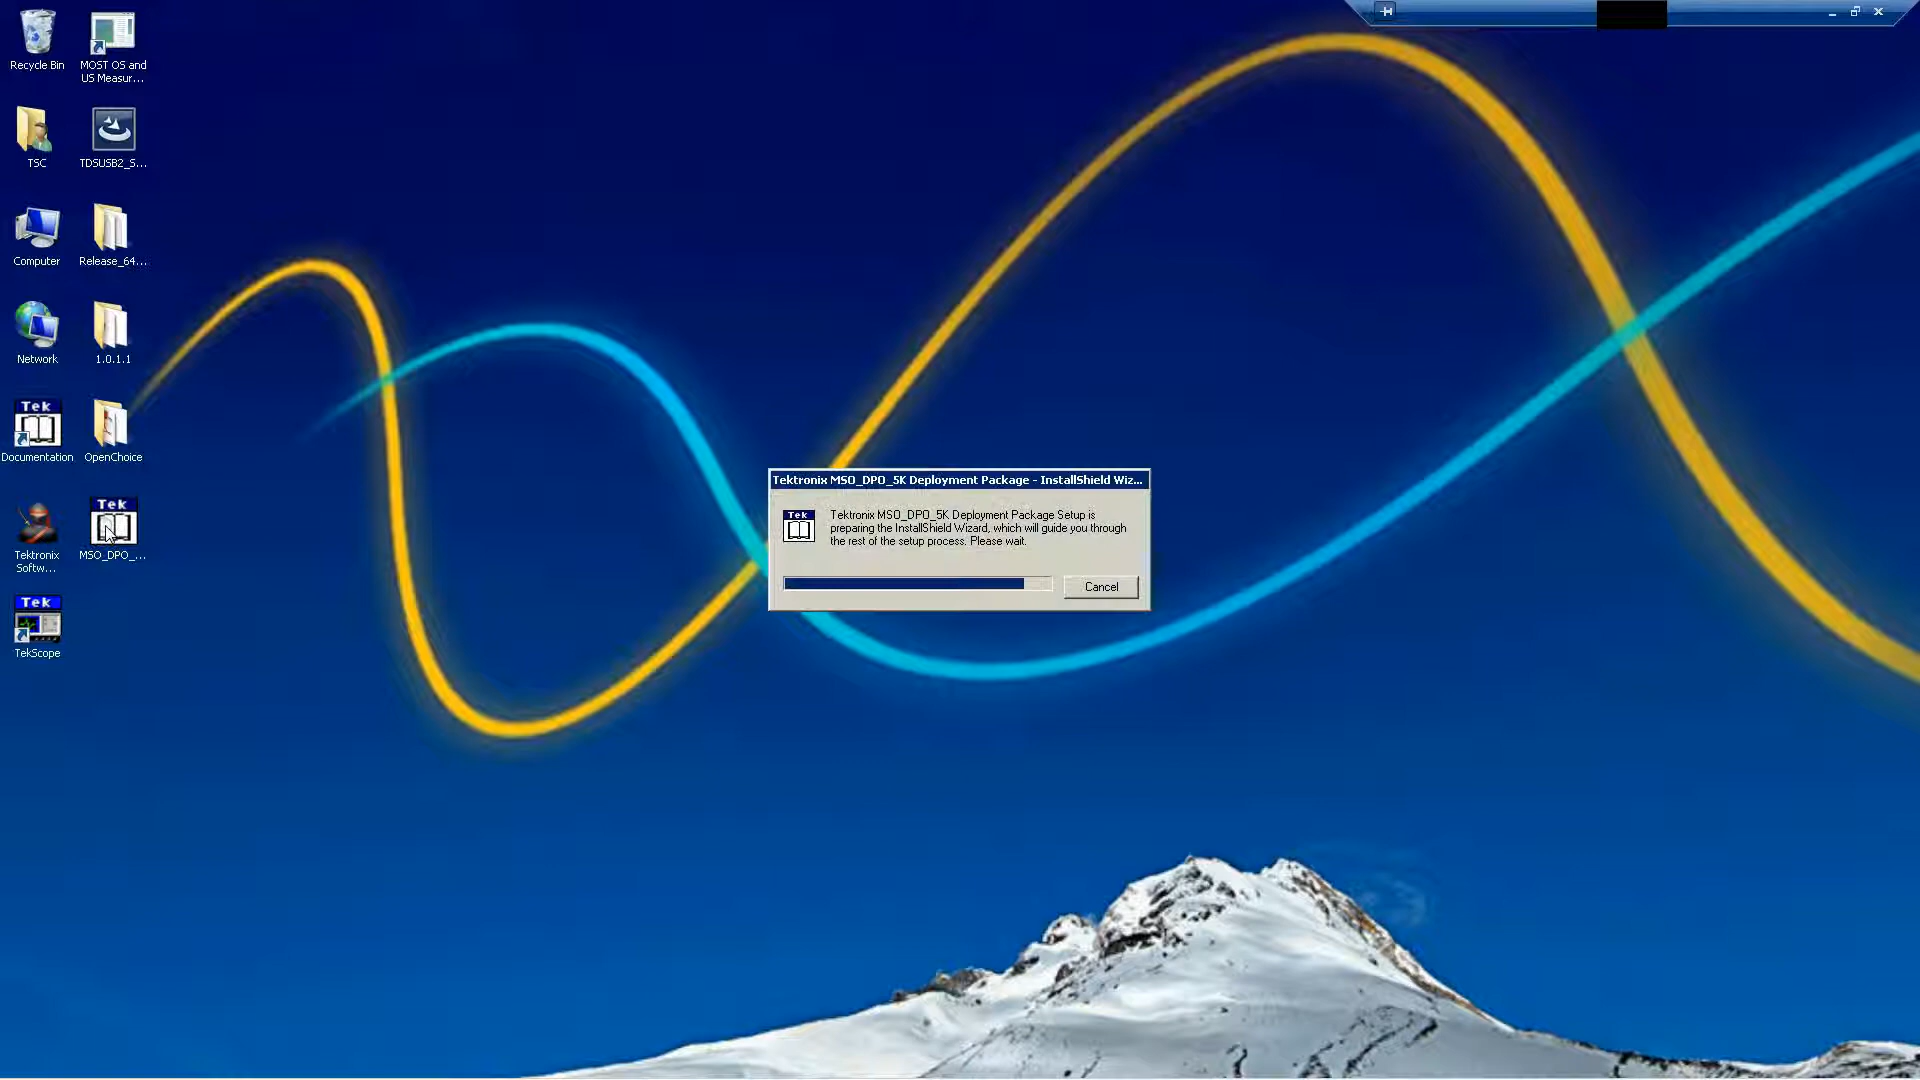 Recycle Bin
MOST OS and
US Measur...
TSC
TDSUSB2_S...
Computer
Release_64...
Network
1.0.1.1
Tek
Documentation
OpenChoice
Tektronix
Softw...
Tek
MSO_DPO_...
Tek
TekScope
Tektronix MSO_DPO_5K Deployment Package - InstallShield Wiz...
Tek
Tektronix MSO_DPO_5K Deployment Package Setup is
preparing the InstallShield Wizard, which will guide you through
the rest of the setup process. Please wait.
Cancel